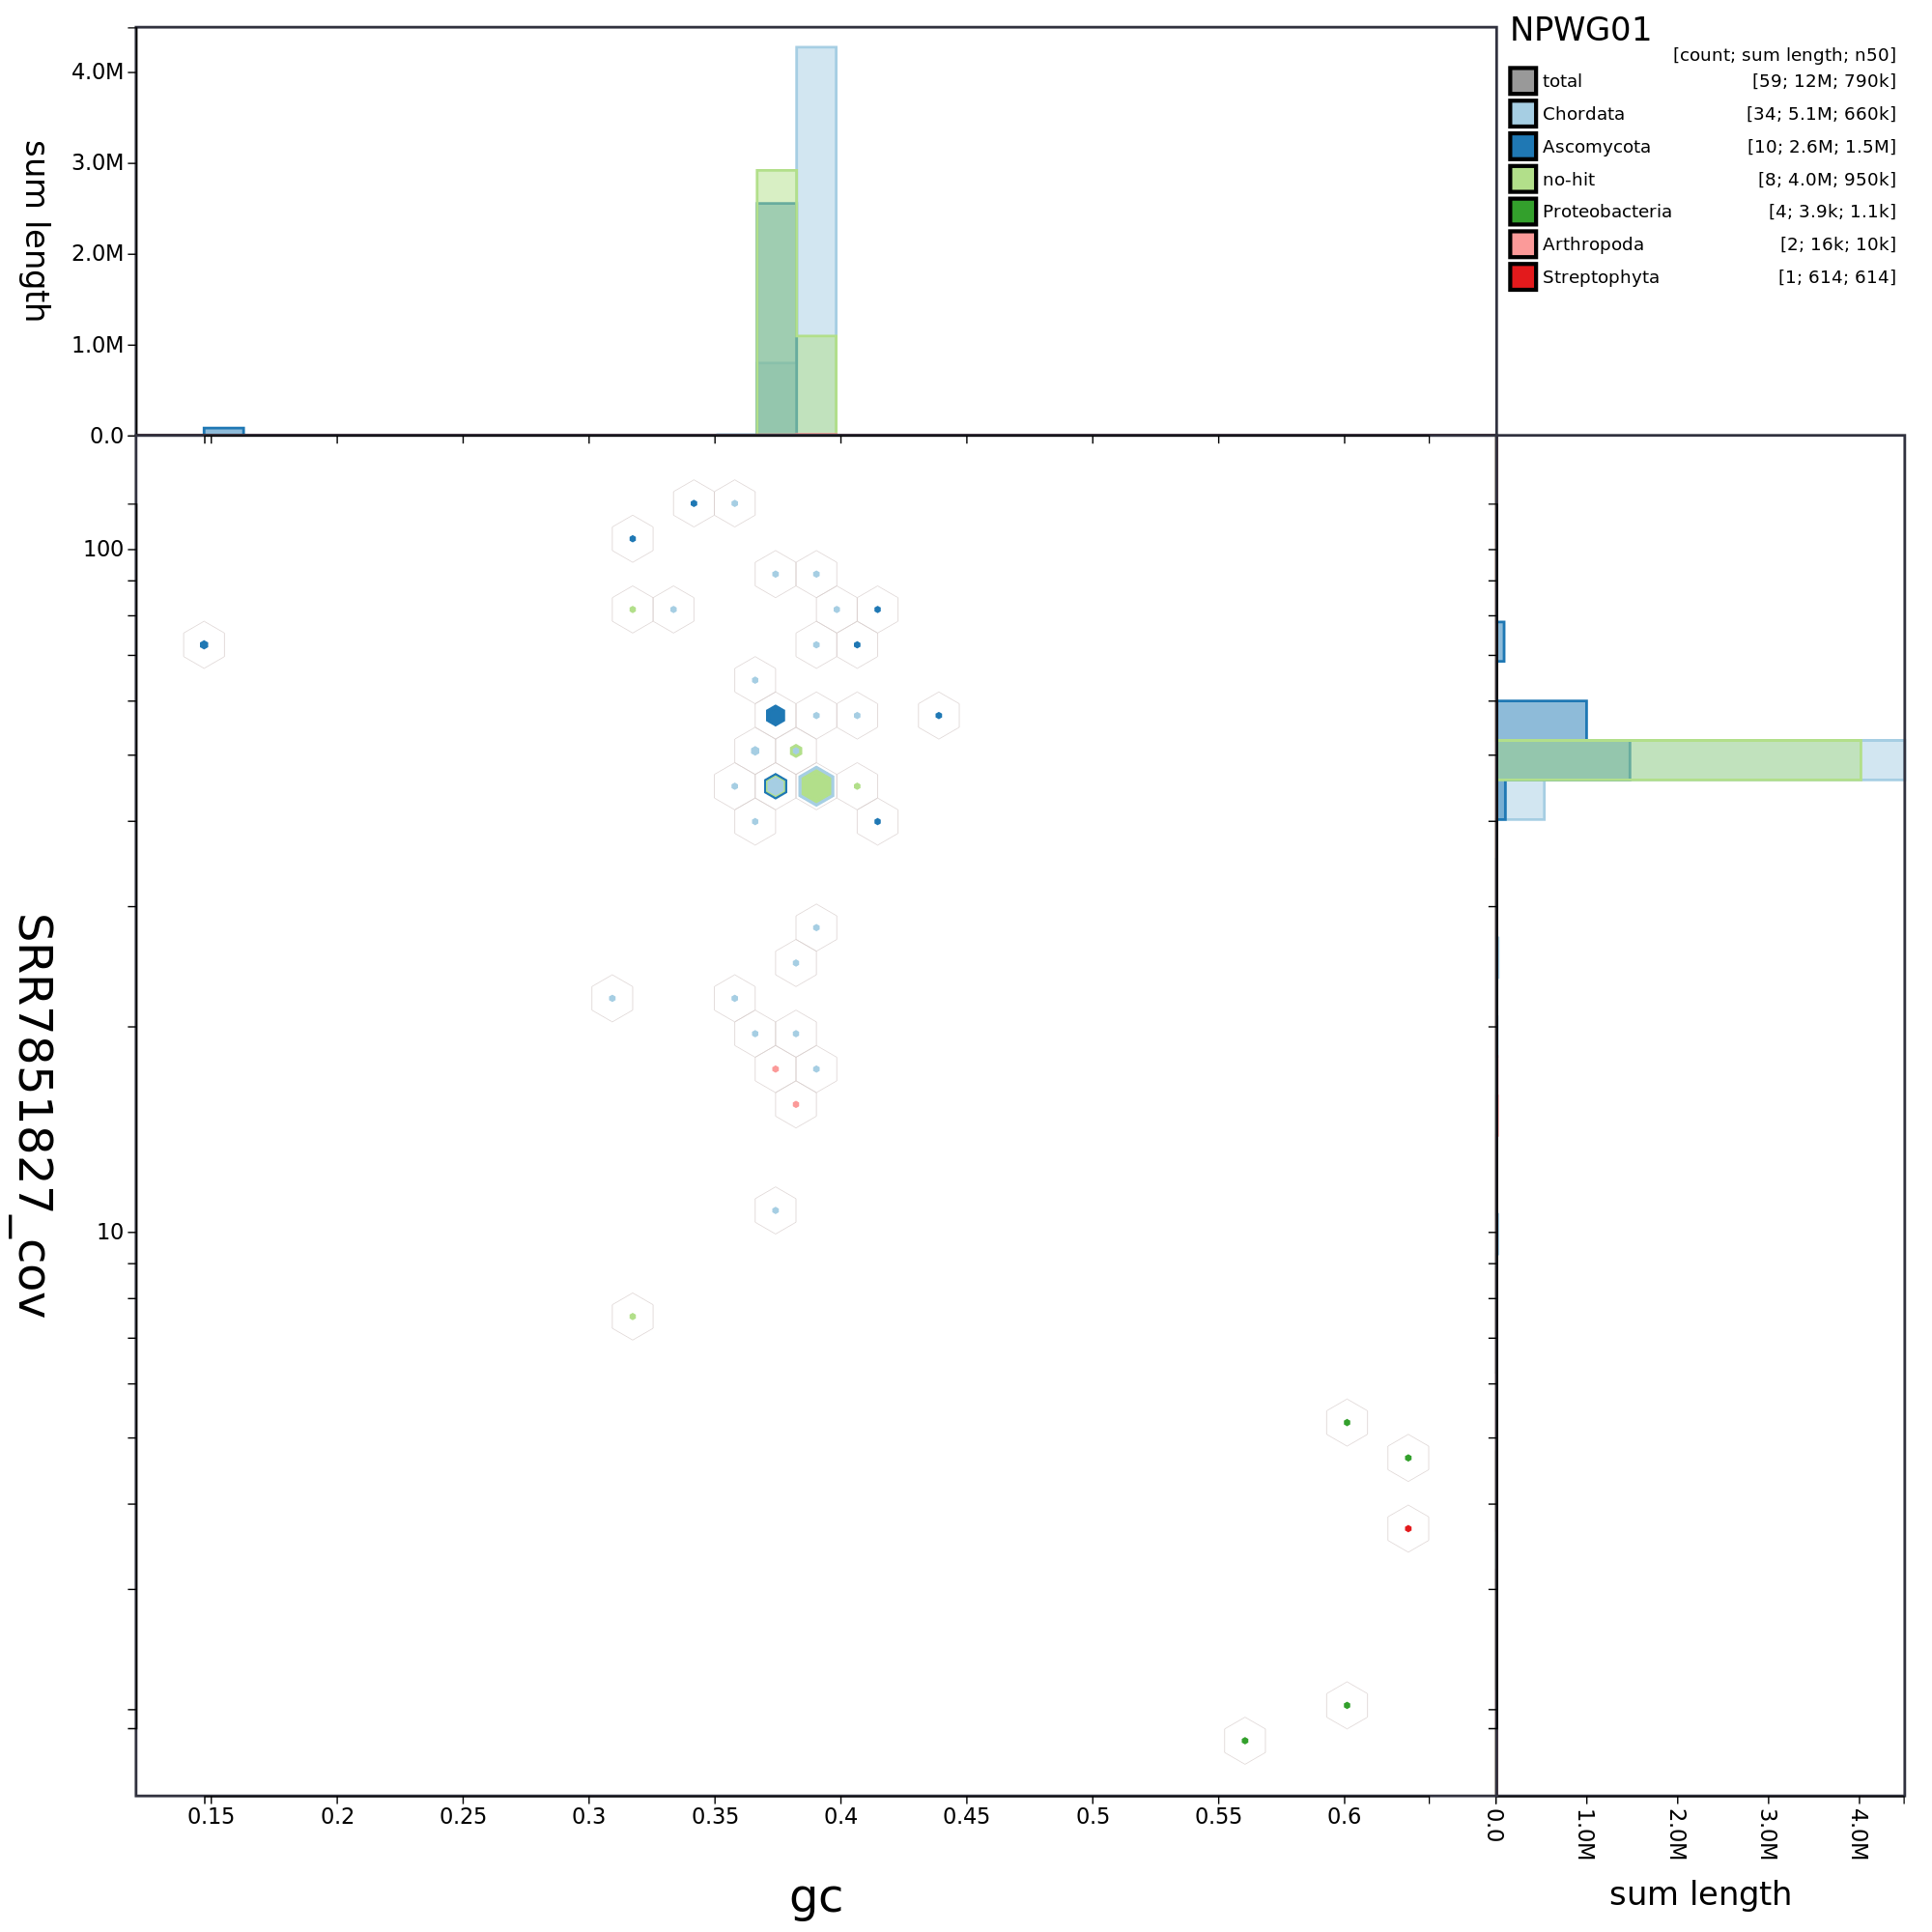 NPWG01
[count; sum length; n50]
total [59; 12M; 790k]
Chordata [34; 5.1M; 660k]
Ascomycota [10; 2.6M; 1.5M]
no-hit [8; 4.0M; 950k]
Proteobacteria [4; 3.9k; 1.1k]
Arthropoda [2; 16k; 10k]
Streptophyta [1; 614; 614]
sum length
4.0M
3.0M
2.0M
1.0M
0.0
SRR7851827_cov
100
10
0.15 0.2 0.25 0.3 0.35 0.4 0.45 0.5 0.55 0.6
gc
0.0 1.0M 2.0M 3.0M 4.0M
sum length